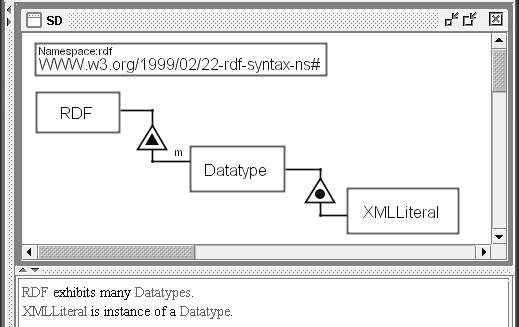 SD
Namespace:rdf
WWW.w3.org/1999/02/22-rdf-syntax-ns#
RDF
m
Datatype
XMLLiteral
RDF exhibits many Datatypes.
XMLLiteral is instance of a Datatype.